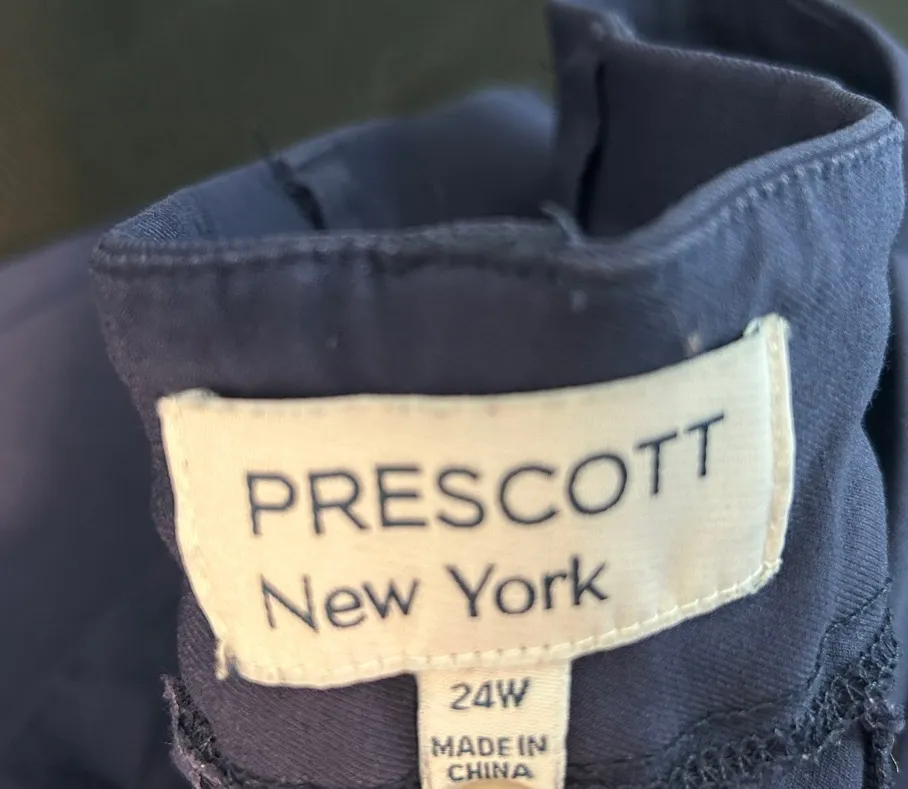 PRESCOTT
New York
24W
MADE IN
CHINA